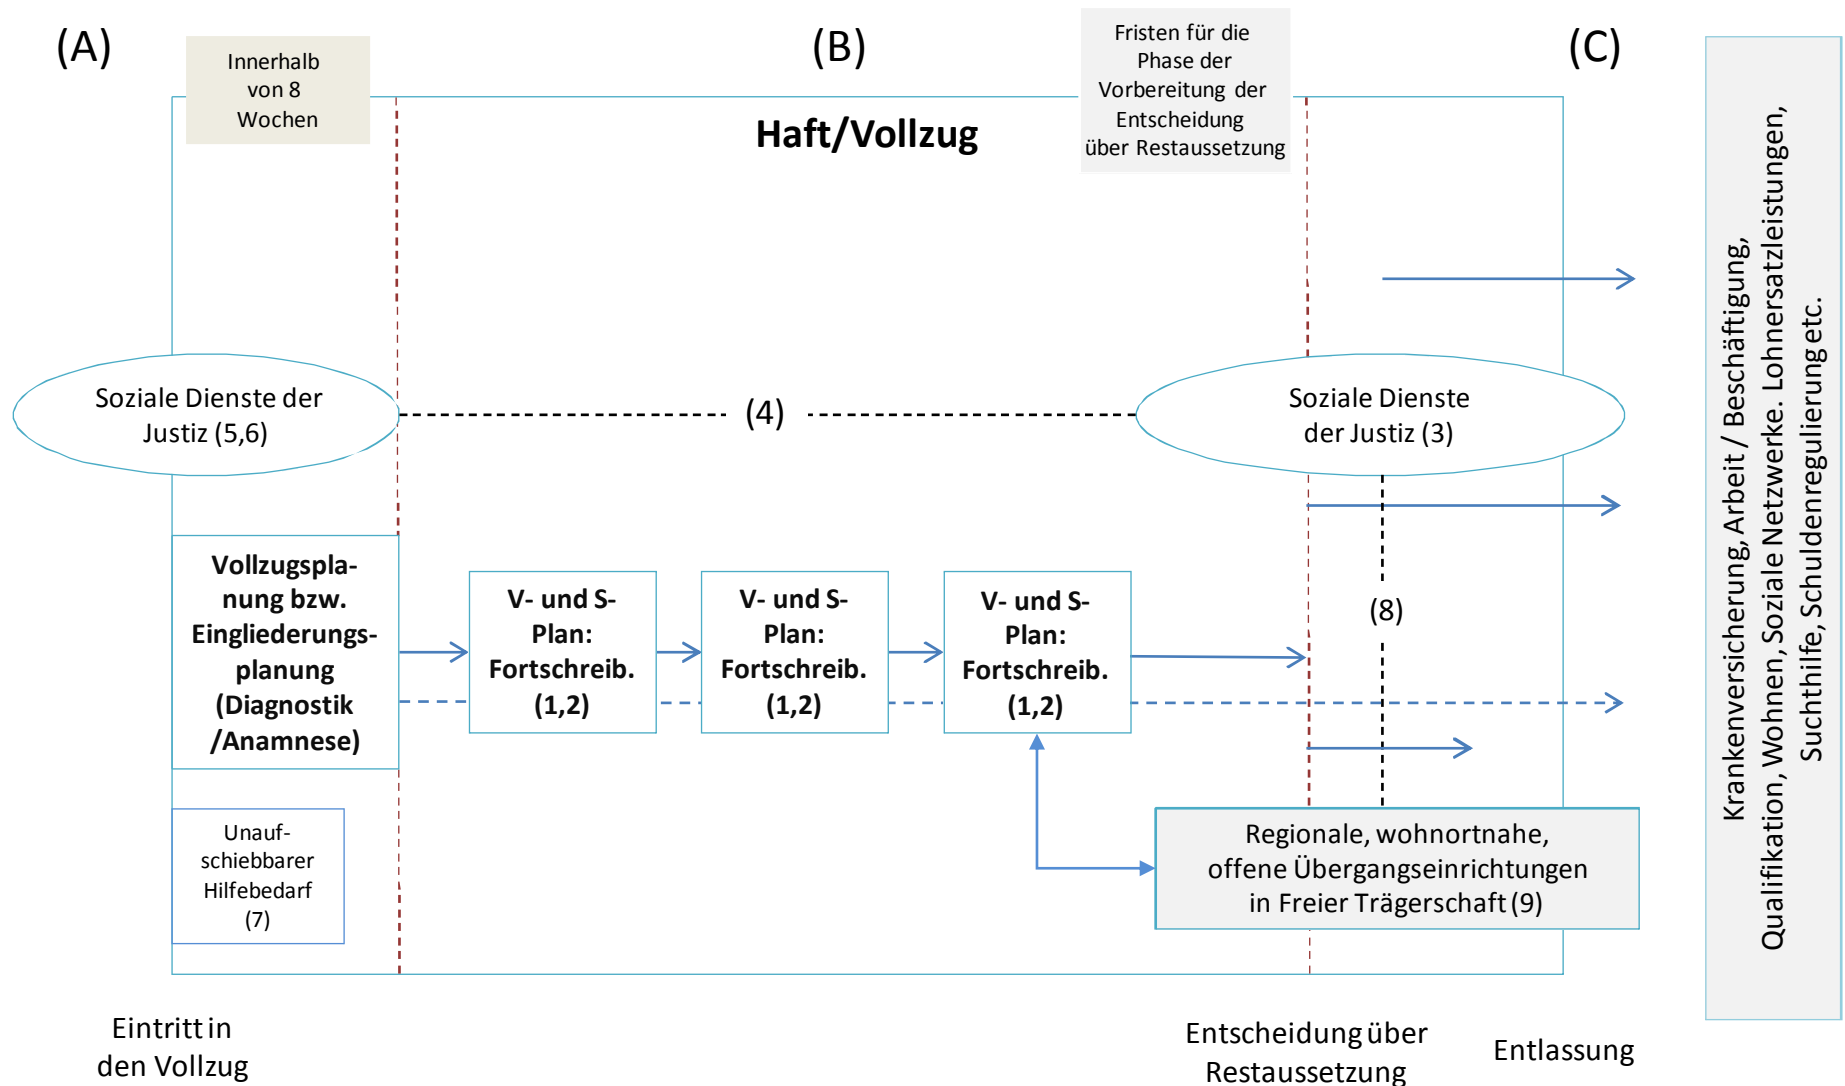 (A)
Innerhalb
von 8
Wochen
(B)
Fristen für die
Phase der
Vorbereitung der
Entscheidung
über Restaussetzung
(C)
Haft/Vollzug
Soziale Dienste der
Justiz (5,6)
(4)
Soziale Dienste
der Justiz (3)
Vollzugspla-
nung bzw.
Eingliederungs-
planung
(Diagnostik
/Anamnese)
V- und S-
Plan:
Fortschreib.
(1,2)
V- und S-
Plan:
Fortschreib.
(1,2)
V- und S-
Plan:
Fortschreib.
(1,2)
(8)
Unauf-
schiebbarer
Hilfebedarf
(7)
Regionale, wohnortnahe,
offene Übergangseinrichtungen
in Freier Trägerschaft (9)
Eintritt in
den Vollzug
Entscheidung über
Restaussetzung
Entlassung
Krankenversicherung, Arbeit / Beschäftigung,
Qualifikation, Wohnen, Soziale Netzwerke. Lohnersatzleistungen,
Suchthilfe, Schuldenregulierung etc.